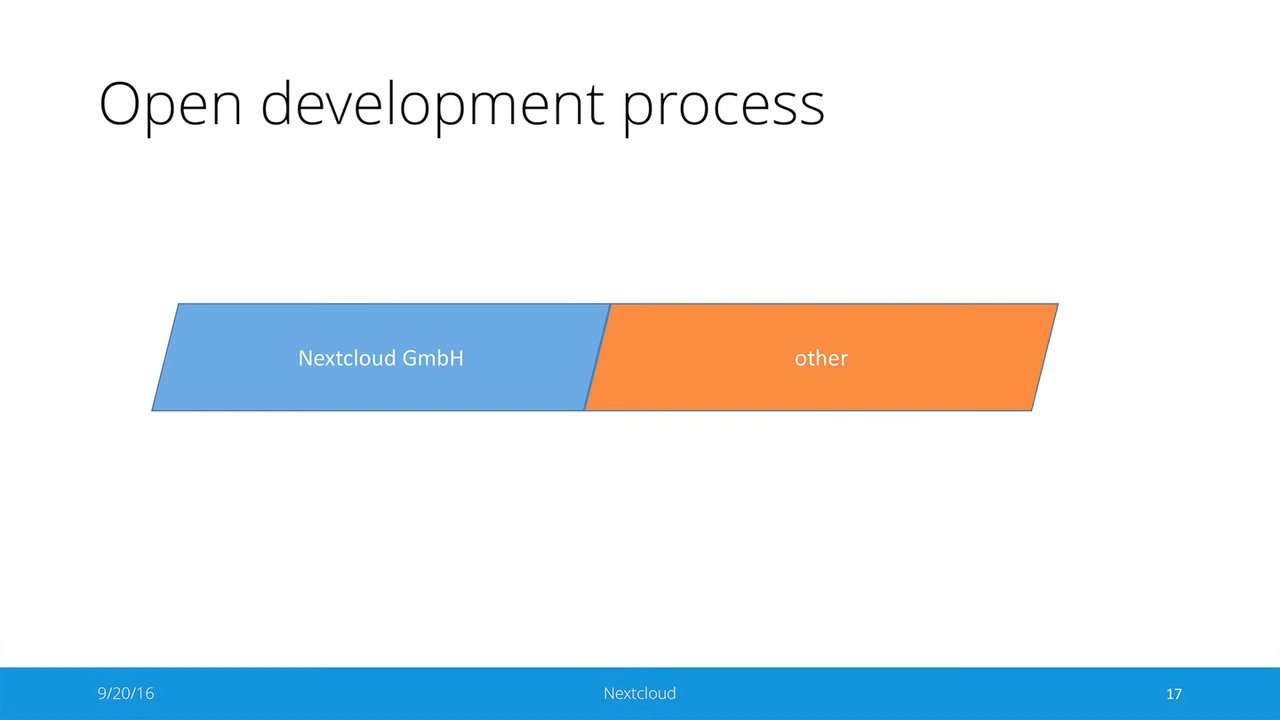 Open development process
Nextcloud GmbH
other
9/20/16
Nextcloud
17